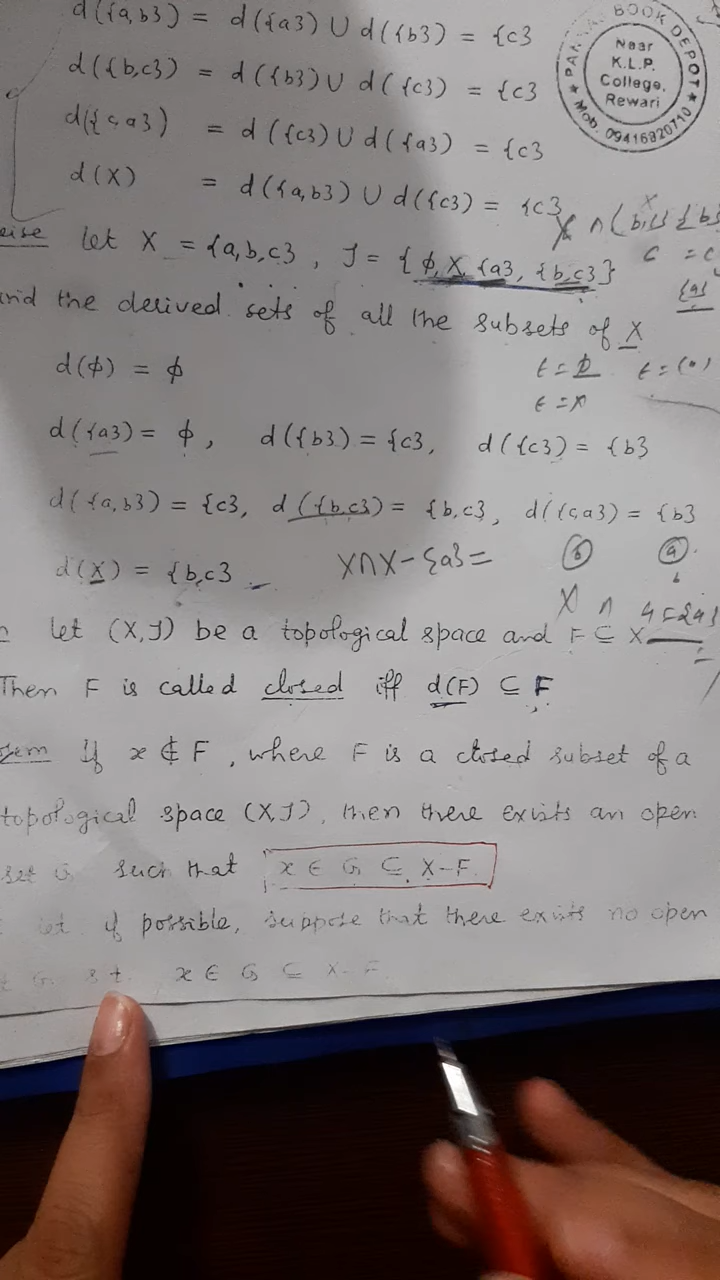 d({a,b}) = d({a}) ∪ d({b}) = {c}
d({b,c}) = d({b}) ∪ d({c}) = {c}
d({c,a}) = d({c}) ∪ d({a}) = {c}
d(X) = d({a,b}) ∪ d({c}) = {c}
BOOK DEPOT
Near
K.L.P.
College,
Rewari
Mob. 09416920710
let X = {a,b,c}, J = {φ, X, {a}, {b,c}}
the derived sets of all the subsets of X
d(φ) = φ
d({a}) = φ, d({b}) = {c}, d({c}) = {b}
d({a,b}) = {c}, d({b,c}) = {b,c}, d({c,a}) = {b}
d(X) = {b,c}
X∩X-{a}=
let (X,J) be a topological space and F ⊆ X
Then F is called closed iff d(F) ⊆ F
If x ∉ F, where F is a closed subset of a
topological space (X,J), then there exists an open
set G such that x ∈ G ⊆ X-F
if possible, suppose that there exists no open
G s.t. x ∈ G ⊆ X-F